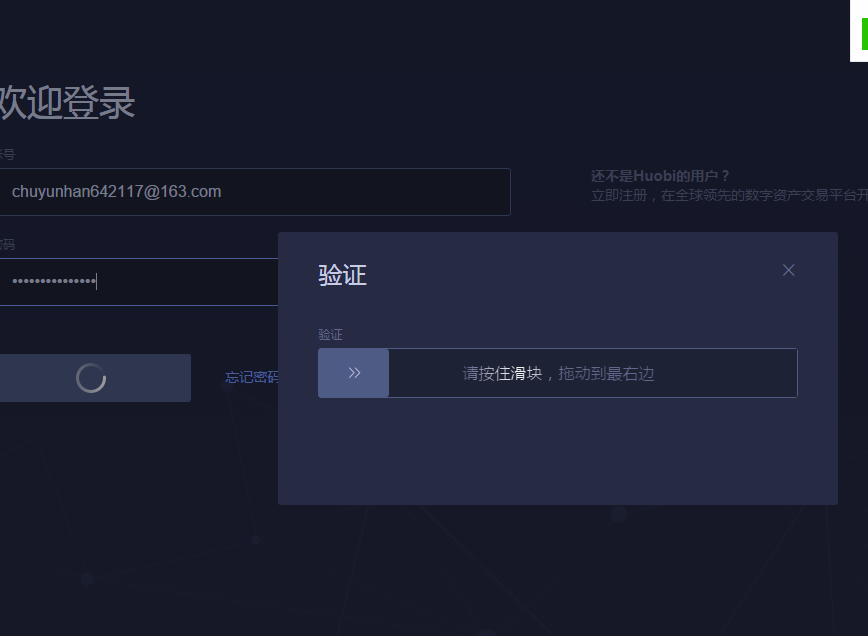 欢迎登录
账号
chuyunhan642117@163.com
还不是Huobi的用户？
立即注册，在全球领先的数字资产交易平台开
密码
•••••••••••••••
忘记密码
验证
验证
请按住滑块，拖动到最右边